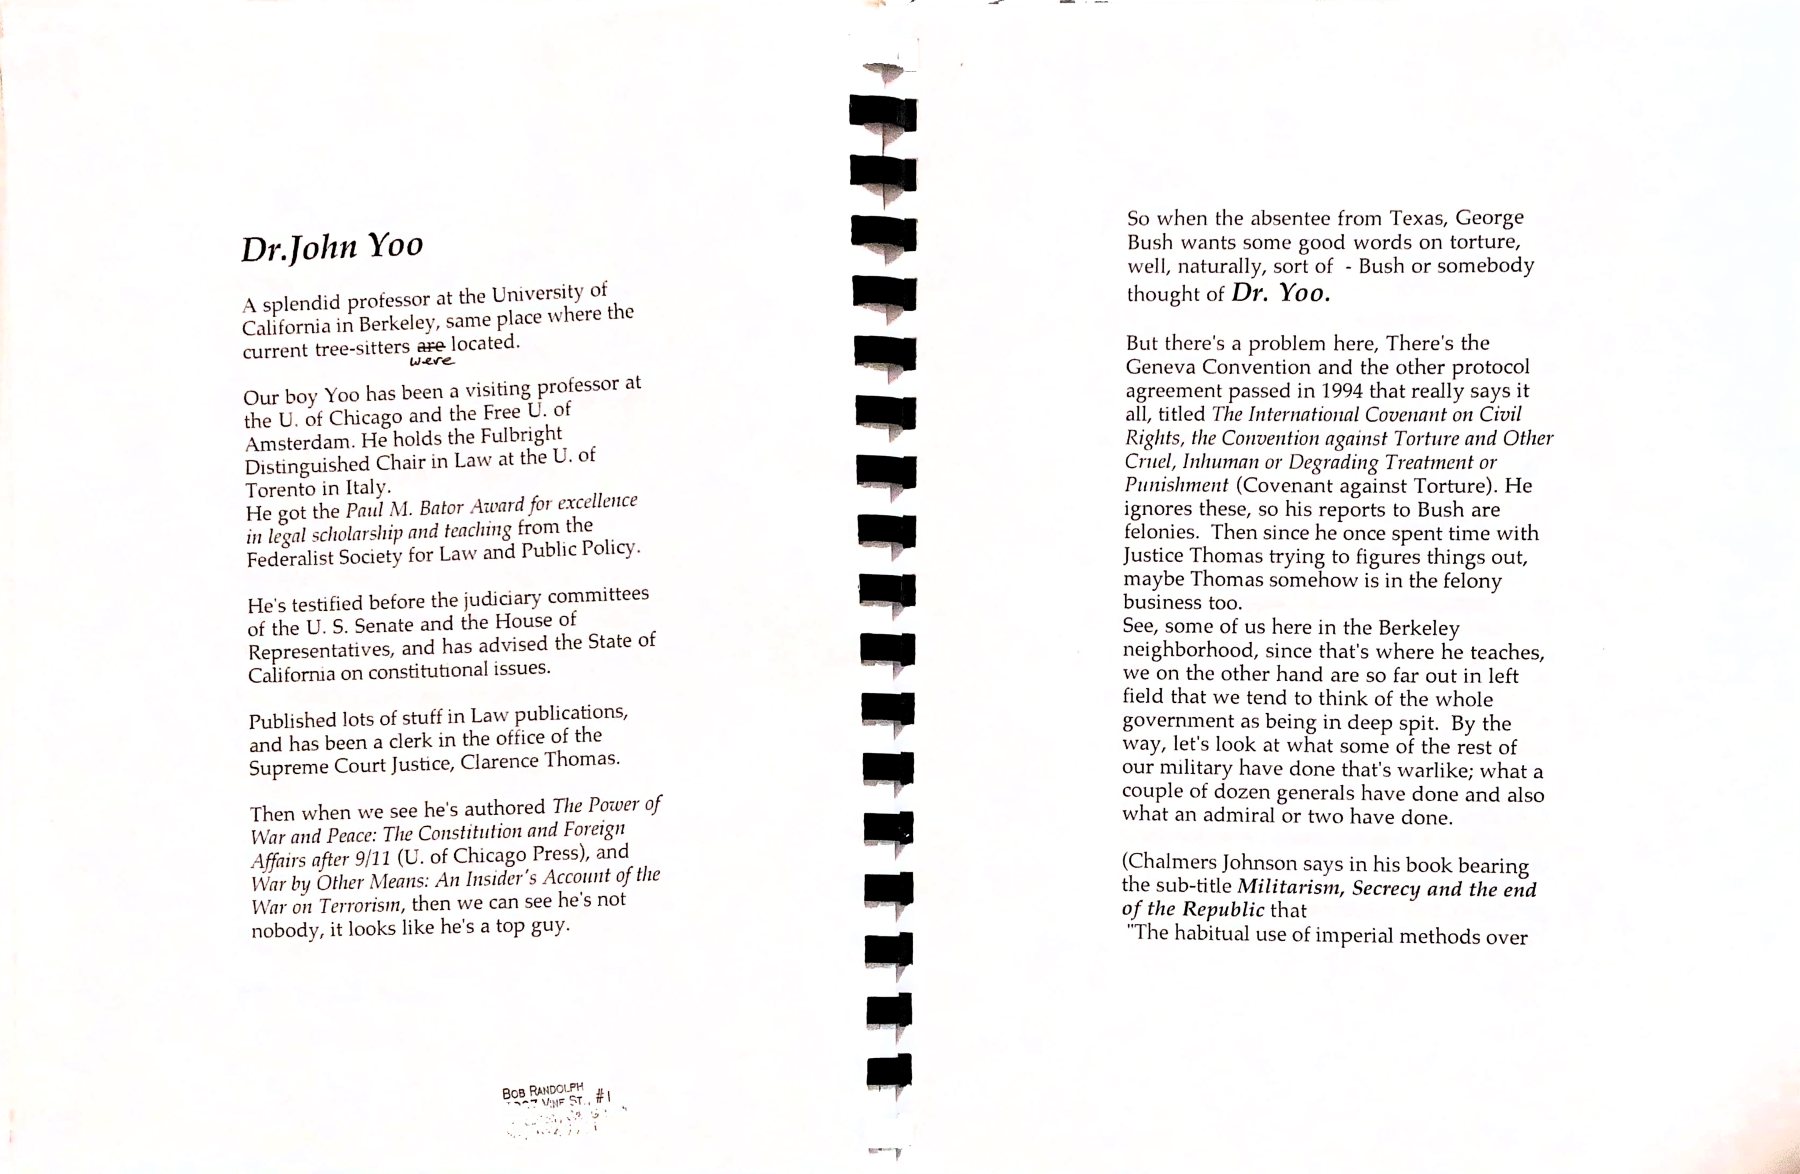 Dr.John Yoo
A splendid professor at the University of
California in Berkeley, same place where the
current tree-sitters are located.
were
Our boy Yoo has been a visiting professor at
the U. of Chicago and the Free U. of
Amsterdam. He holds the Fulbright
Distinguished Chair in Law at the U. of
Torento in Italy.
He got the Paul M. Bator Award for excellence
in legal scholarship and teaching from the
Federalist Society for Law and Public Policy.
He's testified before the judiciary committees
of the U. S. Senate and the House of
Representatives, and has advised the State of
California on constitutional issues.
Published lots of stuff in Law publications,
and has been a clerk in the office of the
Supreme Court Justice, Clarence Thomas.
Then when we see he's authored The Power of
War and Peace: The Constitution and Foreign
Affairs after 9/11 (U. of Chicago Press), and
War by Other Means: An Insider's Account of the
War on Terrorism, then we can see he's not
nobody, it looks like he's a top guy.
BOB RANDOLPH
ST., #1
So when the absentee from Texas, George
Bush wants some good words on torture,
well, naturally, sort of - Bush or somebody
thought of Dr. Yoo.
But there's a problem here, There's the
Geneva Convention and the other protocol
agreement passed in 1994 that really says it
all, titled The International Covenant on Civil
Rights, the Convention against Torture and Other
Cruel, Inhuman or Degrading Treatment or
Punishment (Covenant against Torture). He
ignores these, so his reports to Bush are
felonies. Then since he once spent time with
Justice Thomas trying to figures things out,
maybe Thomas somehow is in the felony
business too.
See, some of us here in the Berkeley
neighborhood, since that's where he teaches,
we on the other hand are so far out in left
field that we tend to think of the whole
government as being in deep spit. By the
way, let's look at what some of the rest of
our military have done that's warlike; what a
couple of dozen generals have done and also
what an admiral or two have done.
(Chalmers Johnson says in his book bearing
the sub-title Militarism, Secrecy and the end
of the Republic that
"The habitual use of imperial methods over